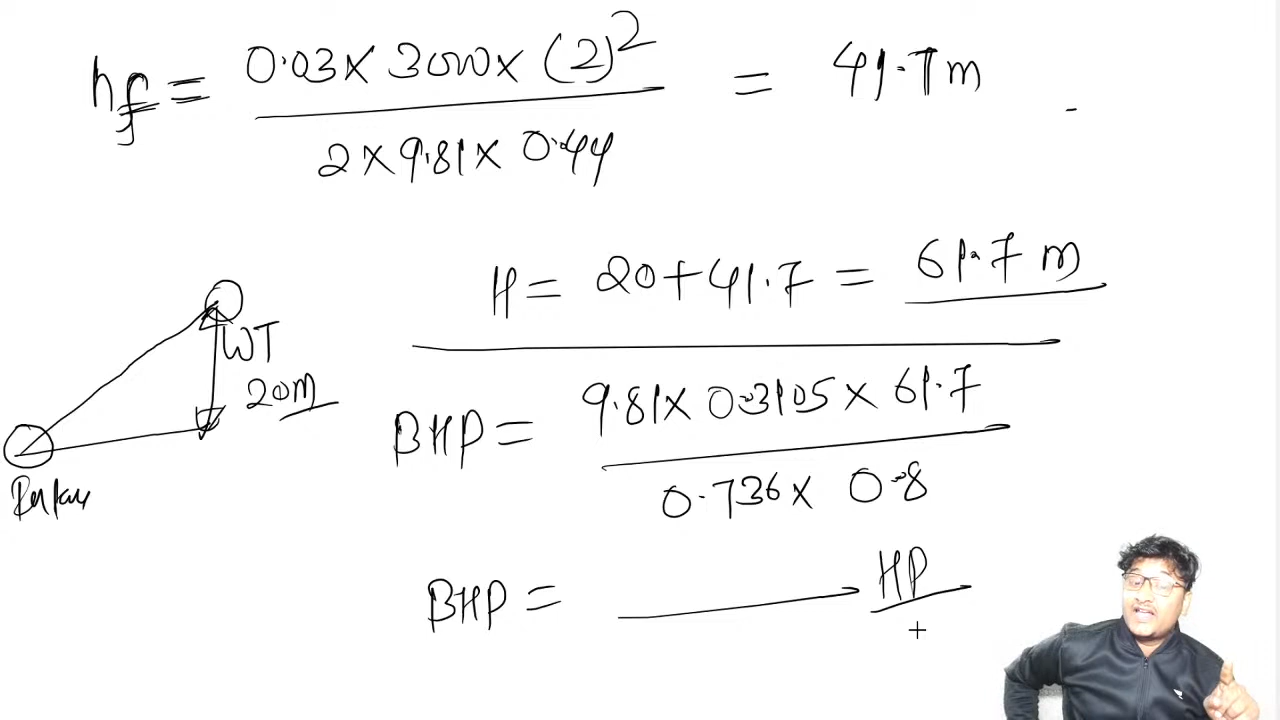 hf = 0.03 × 3000 × (2)² / 2 × 9.81 × 0.44 = 41.7 m
H = 20 + 41.7 = 61.7 m
WT
20m
BHP = 9.81 × 0.3105 × 61.7 / 0.736 × 0.8
BHP = HP